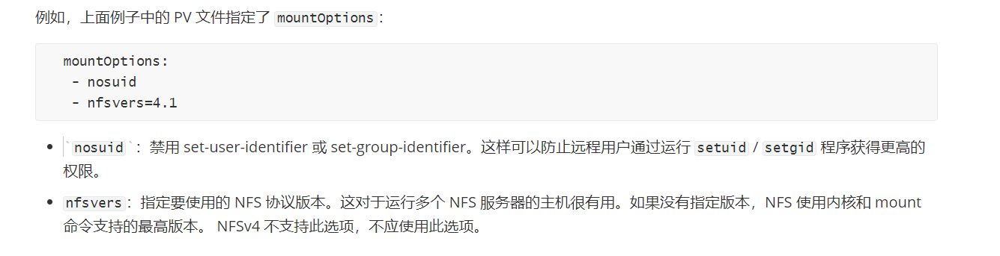 例如，上面例子中的 PV 文件指定了 mountOptions：
mountOptions:
- nosuid
- nfsvers=4.1
`nosuid`：禁用 set-user-identifier 或 set-group-identifier。这样可以防止远程用户通过运行 setuid / setgid 程序获得更高的
权限。
nfsvers：指定要使用的 NFS 协议版本。这对于运行多个 NFS 服务器的主机很有用。如果没有指定版本，NFS 使用内核和 mount
命令支持的最高版本。 NFSv4 不支持此选项，不应使用此选项。